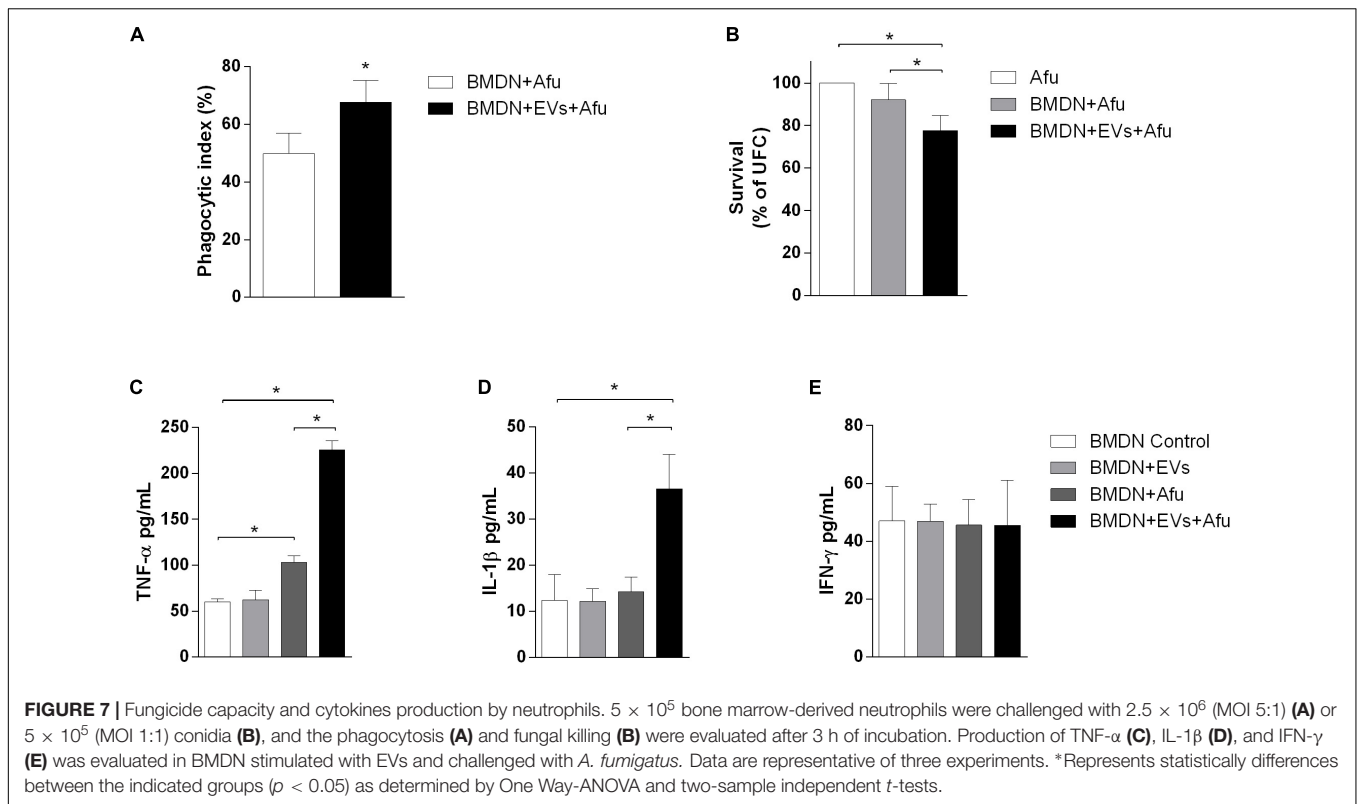 A
Phagocytic index (%)
80
60
40
20
0
*
BMDN+Afu
BMDN+EVs+Afu
B
Survival
(% of UFC)
100
80
60
40
20
0
*
*
Afu
BMDN+Afu
BMDN+EVs+Afu
C
TNF-α pg/mL
250
200
150
100
50
0
*
*
*
D
IL-1β pg/mL
50
40
30
20
10
0
*
*
E
IFN-γ pg/mL
80
60
40
20
0
BMDN Control
BMDN+EVs
BMDN+Afu
BMDN+EVs+Afu
FIGURE 7 | Fungicide capacity and cytokines production by neutrophils. 5 × 10⁵ bone marrow-derived neutrophils were challenged with 2.5 × 10⁶ (MOI 5:1) (A) or
5 × 10⁵ (MOI 1:1) conidia (B), and the phagocytosis (A) and fungal killing (B) were evaluated after 3 h of incubation. Production of TNF-α (C), IL-1β (D), and IFN-γ
(E) was evaluated in BMDN stimulated with EVs and challenged with A. fumigatus. Data are representative of three experiments. *Represents statistically differences
between the indicated groups (p < 0.05) as determined by One Way-ANOVA and two-sample independent t-tests.